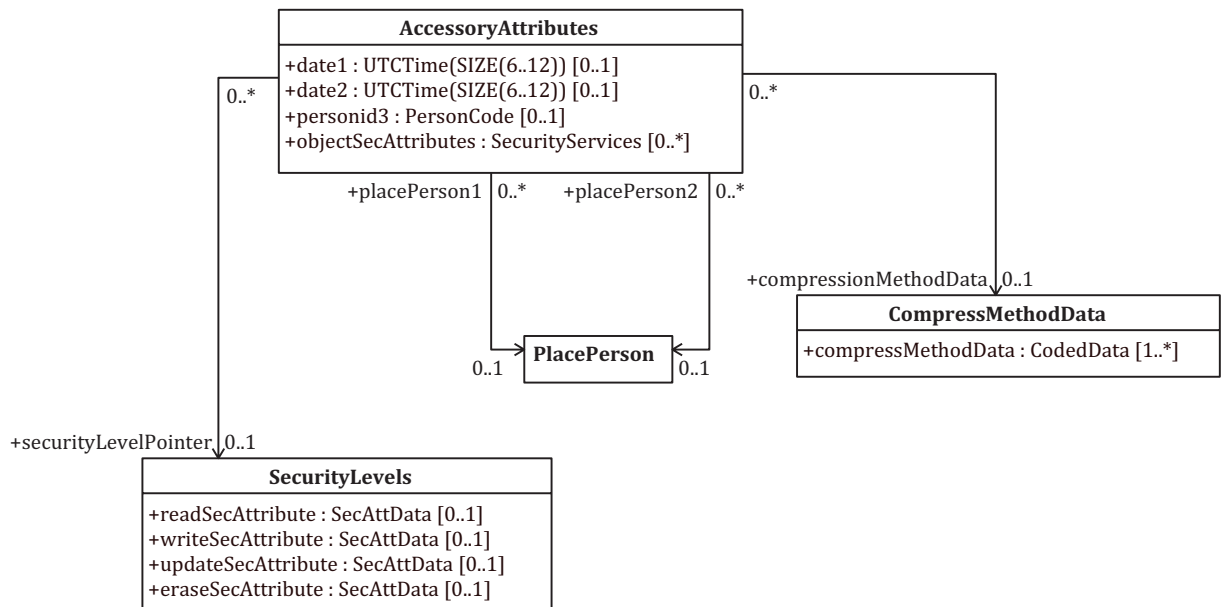 AccessoryAttributes
+date1 : UTCTime(SIZE(6..12)) [0..1]
+date2 : UTCTime(SIZE(6..12)) [0..1]
+personid3 : PersonCode [0..1]
+objectSecAttributes : SecurityServices [0..*]
0..*
0..*
+placePerson1 0..*
+placePerson2 0..*
+compressionMethodData 0..1
CompressMethodData
+compressMethodData : CodedData [1..*]
PlacePerson
0..1
0..1
+securityLevelPointer 0..1
SecurityLevels
+readSecAttribute : SecAttData [0..1]
+writeSecAttribute : SecAttData [0..1]
+updateSecAttribute : SecAttData [0..1]
+eraseSecAttribute : SecAttData [0..1]